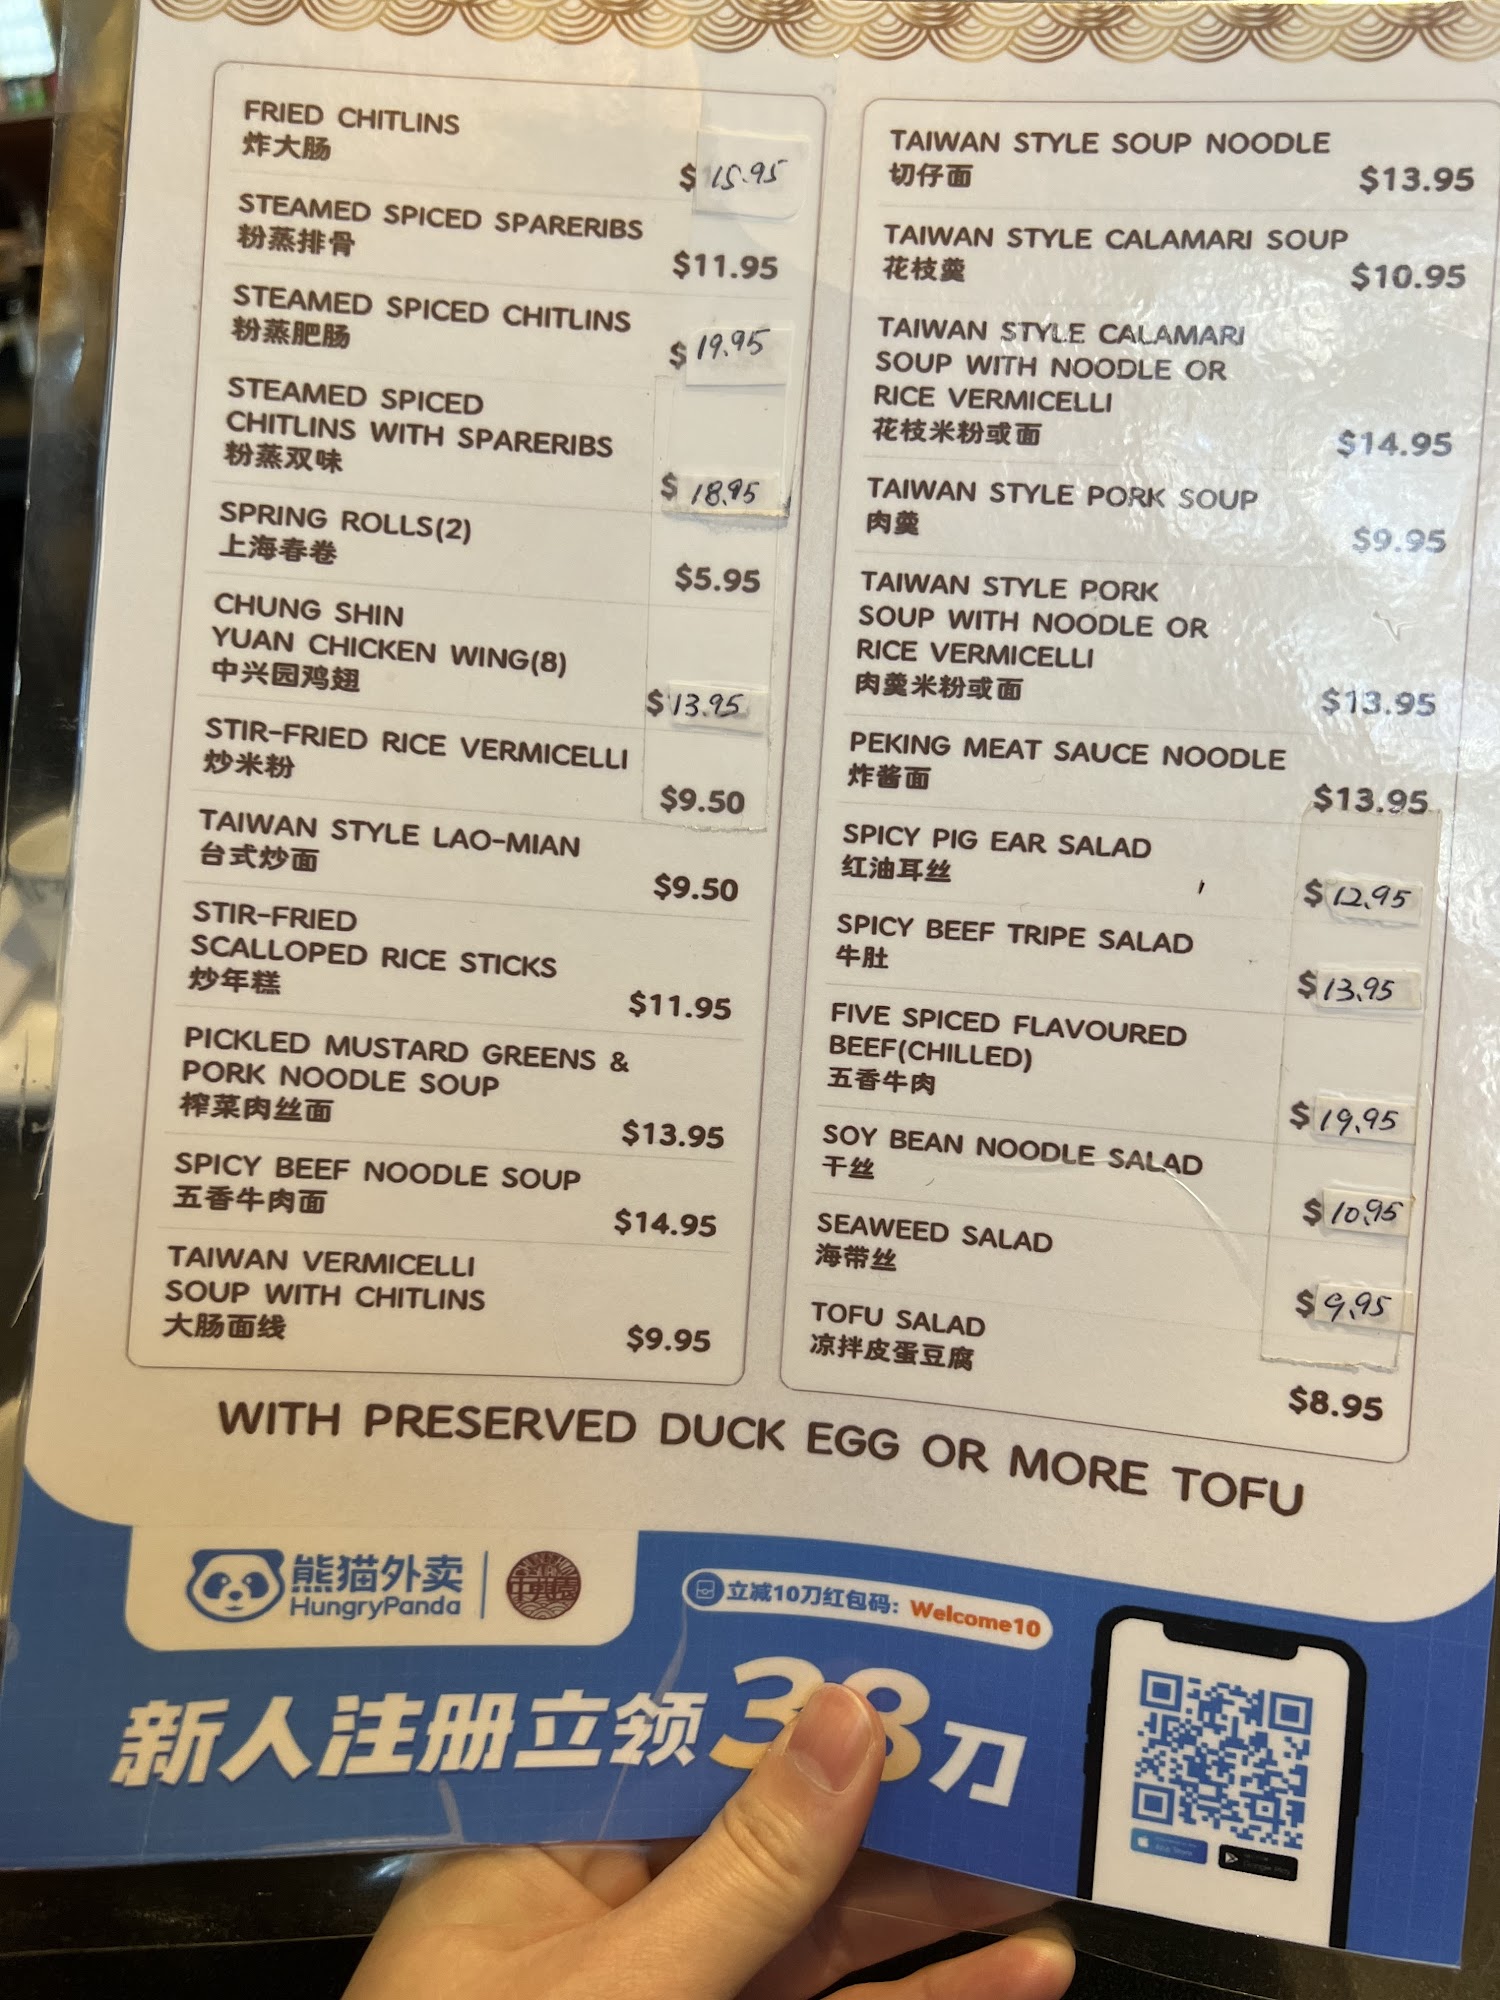 FRIED CHITLINS
炸大肠
$15.95
STEAMED SPICED SPARERIBS
粉蒸排骨
$11.95
STEAMED SPICED CHITLINS
粉蒸肥肠
$19.95
STEAMED SPICED
CHITLINS WITH SPARERIBS
粉蒸双味
$18.95
SPRING ROLLS(2)
上海春卷
$5.95
CHUNG SHIN
YUAN CHICKEN WING(8)
中兴园鸡翅
$13.95
STIR-FRIED RICE VERMICELLI
炒米粉
$9.50
TAIWAN STYLE LAO-MIAN
台式炒面
$9.50
STIR-FRIED
SCALLOPED RICE STICKS
炒年糕
$11.95
PICKLED MUSTARD GREENS &
PORK NOODLE SOUP
榨菜肉丝面
$13.95
SPICY BEEF NOODLE SOUP
五香牛肉面
$14.95
TAIWAN VERMICELLI
SOUP WITH CHITLINS
大肠面线
$9.95
TAIWAN STYLE SOUP NOODLE
切仔面
$13.95
TAIWAN STYLE CALAMARI SOUP
花枝羹
$10.95
TAIWAN STYLE CALAMARI
SOUP WITH NOODLE OR
RICE VERMICELLI
花枝米粉或面
$14.95
TAIWAN STYLE PORK SOUP
肉羹
$9.95
TAIWAN STYLE PORK
SOUP WITH NOODLE OR
RICE VERMICELLI
肉羹米粉或面
$13.95
PEKING MEAT SAUCE NOODLE
炸酱面
$13.95
SPICY PIG EAR SALAD
红油耳丝
$12.95
SPICY BEEF TRIPE SALAD
牛肚
$13.95
FIVE SPICED FLAVOURED
BEEF(CHILLED)
五香牛肉
$19.95
SOY BEAN NOODLE SALAD
干丝
$10.95
SEAWEED SALAD
海带丝
$9.95
TOFU SALAD
凉拌皮蛋豆腐
$8.95
WITH PRESERVED DUCK EGG OR MORE TOFU
熊猫外卖
HungryPanda
中興園
立减10刀红包码: Welcome10
新人注册立领38刀
App Store
Google Play